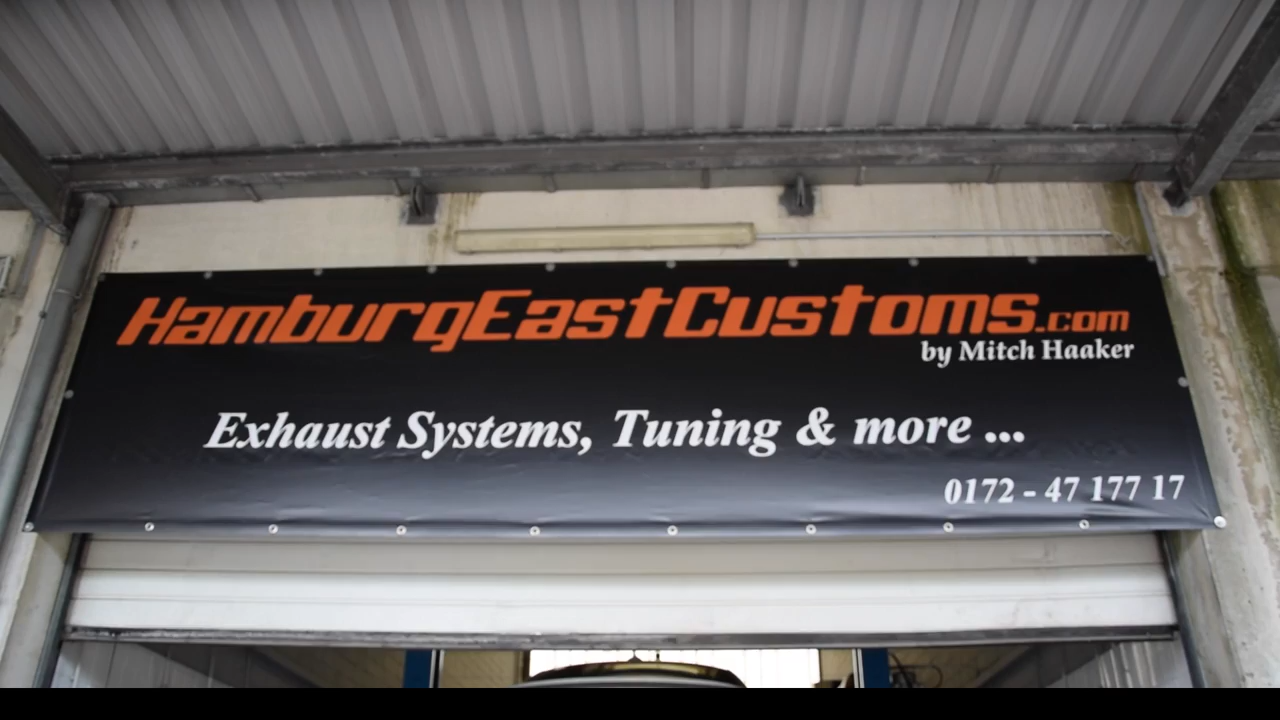 HamburgEastCustoms.com
by Mitch Haaker
Exhaust Systems, Tuning & more ...
0172 - 47 177 17